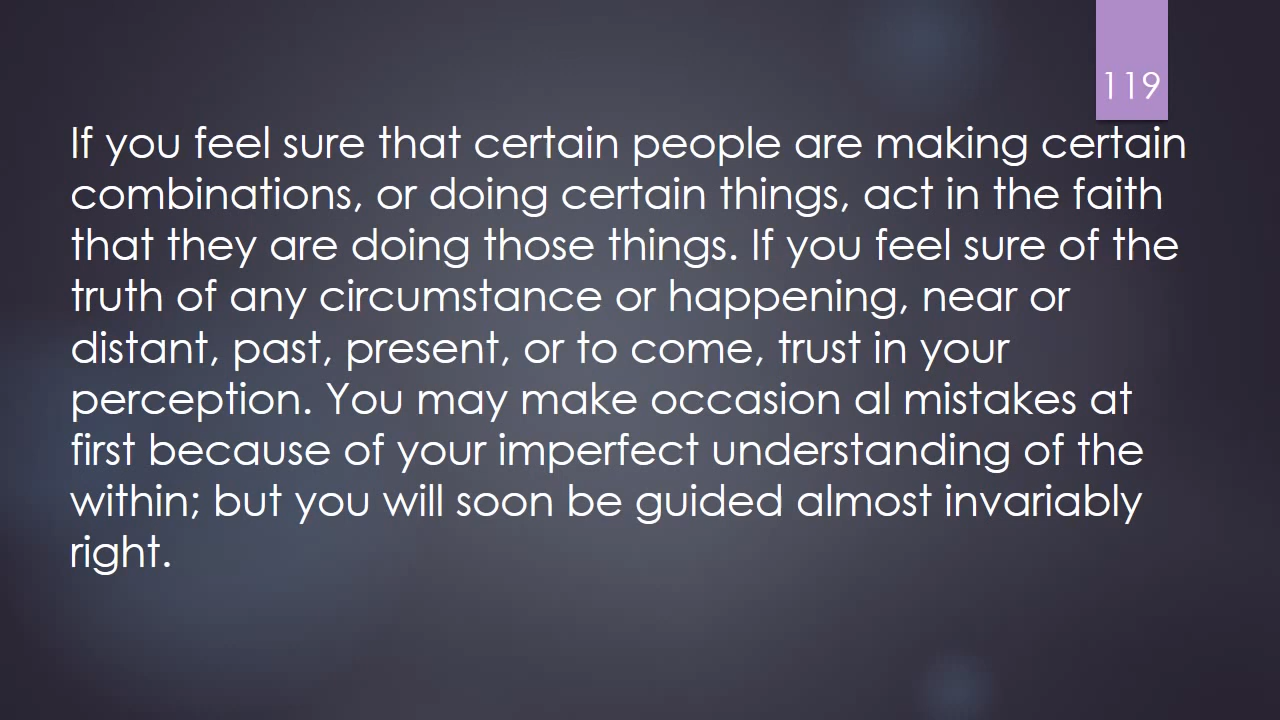 119
If you feel sure that certain people are making certain
combinations, or doing certain things, act in the faith
that they are doing those things. If you feel sure of the
truth of any circumstance or happening, near or
distant, past, present, or to come, trust in your
perception. You may make occasion al mistakes at
first because of your imperfect understanding of the
within; but you will soon be guided almost invariably
right.